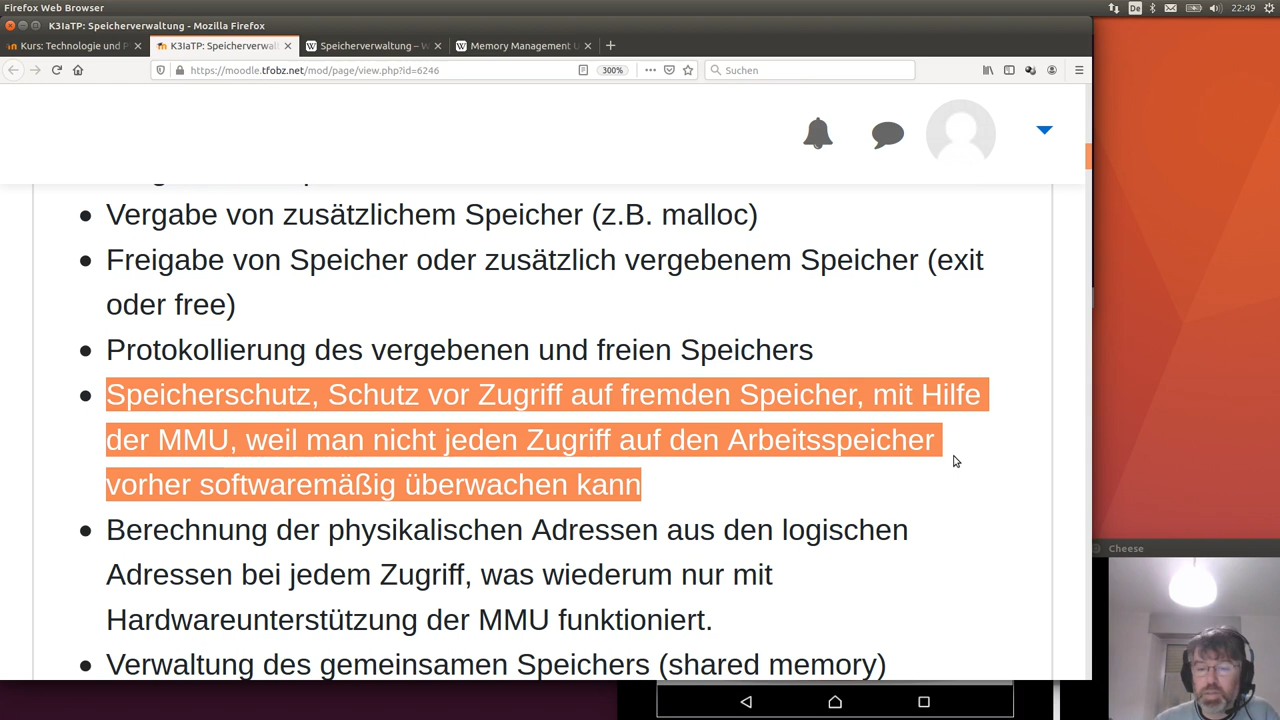 Firefox Web Browser
De
22:49
K3IaTP: Speicherverwaltung - Mozilla Firefox
Kurs: Technologie und P
K3IaTP: Speicherverwalt
Speicherverwaltung – W
Memory Management U
https://moodle.tfobz.net/mod/page/view.php?id=6246
300%
Suchen
Vergabe von zusätzlichem Speicher (z.B. malloc)
Freigabe von Speicher oder zusätzlich vergebenem Speicher (exit
oder free)
Protokollierung des vergebenen und freien Speichers
Speicherschutz, Schutz vor Zugriff auf fremden Speicher, mit Hilfe
der MMU, weil man nicht jeden Zugriff auf den Arbeitsspeicher
vorher softwaremäßig überwachen kann
Berechnung der physikalischen Adressen aus den logischen
Adressen bei jedem Zugriff, was wiederum nur mit
Hardwareunterstützung der MMU funktioniert.
Verwaltung des gemeinsamen Speichers (shared memory)
Cheese